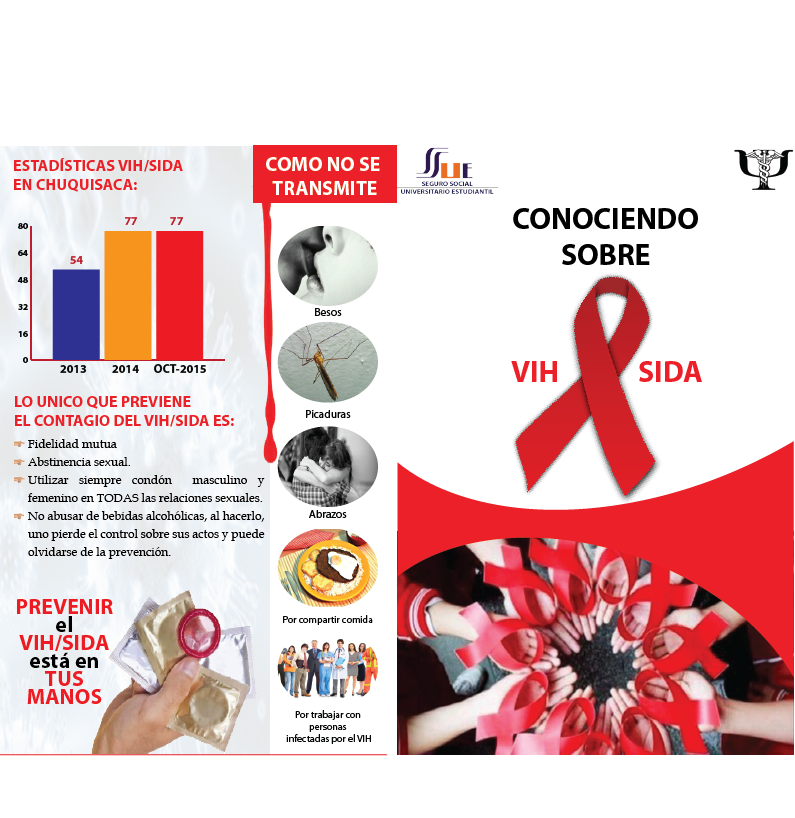 ESTADÍSTICAS VIH/SIDA
EN CHUQUISACA:
80
64
48
32
16
0
54
77
77
2013
2014
OCT-2015
LO UNICO QUE PREVIENE
EL CONTAGIO DEL VIH/SIDA ES:
Fidelidad mutua
Abstinencia sexual.
Utilizar siempre condón masculino y
femenino en TODAS las relaciones sexuales.
No abusar de bebidas alcohólicas, al hacerlo,
uno pierde el control sobre sus actos y puede
olvidarse de la prevención.
PREVENIR
el
VIH/SIDA
está en
TUS
MANOS
COMO NO SE
TRANSMITE
Besos
Picaduras
Abrazos
Por compartir comida
Por trabajar con
personas
infectadas por el VIH
SSUE
SEGURO SOCIAL
UNIVERSITARIO ESTUDIANTIL
CONOCIENDO
SOBRE
VIH
SIDA